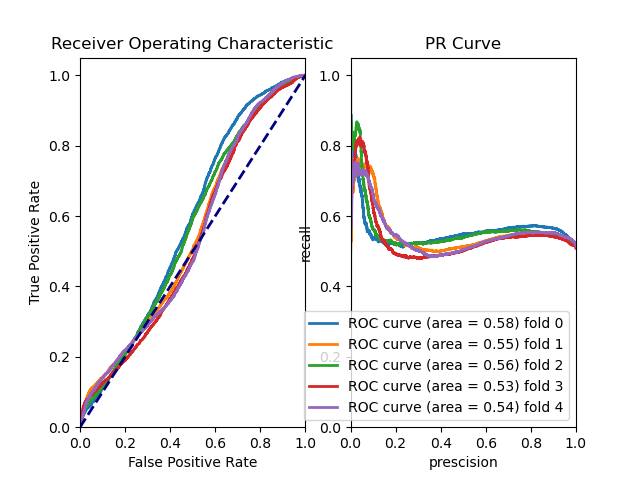 Receiver Operating Characteristic
PR Curve
True Positive Rate
1.0
0.8
0.6
0.4
0.2
0.0
0.0 0.2 0.4 0.6 0.8 1.0
False Positive Rate
recall
1.0
0.8
0.6
0.4
0.2
0.0
0.0 0.2 0.4 0.6 0.8 1.0
prescision
ROC curve (area = 0.58) fold 0
ROC curve (area = 0.55) fold 1
ROC curve (area = 0.56) fold 2
ROC curve (area = 0.53) fold 3
ROC curve (area = 0.54) fold 4